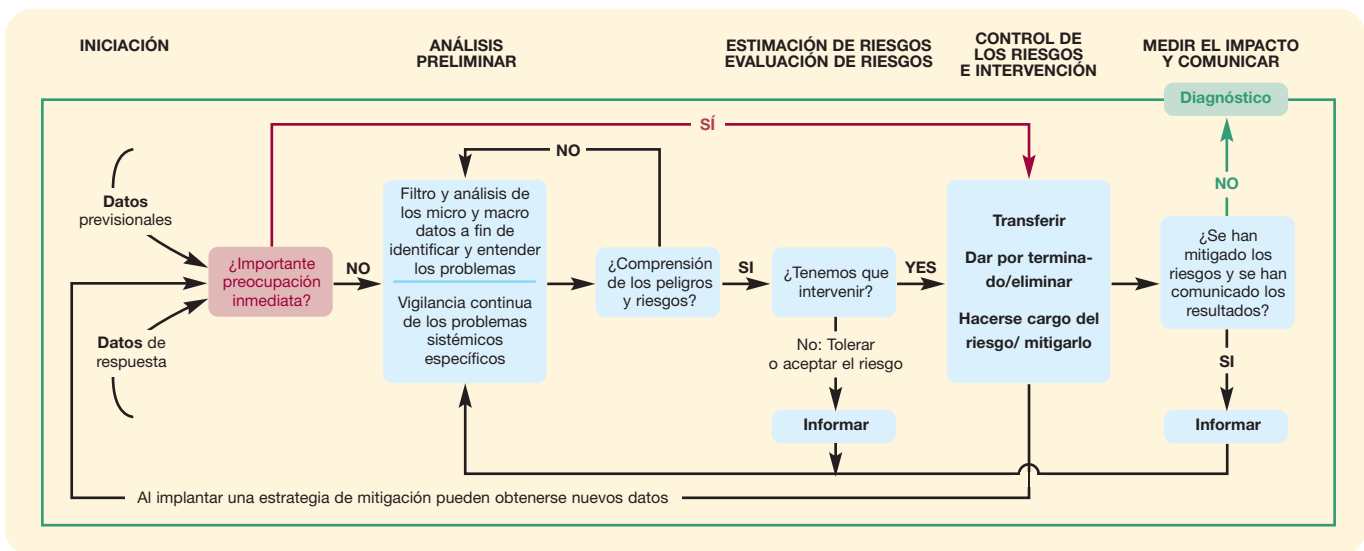 INICIACIÓN
ANÁLISIS
PRELIMINAR
ESTIMACIÓN DE RIESGOS
EVALUACIÓN DE RIESGOS
CONTROL DE
LOS RIESGOS
E INTERVENCIÓN
MEDIR EL IMPACTO
Y COMUNICAR
Diagnóstico
SÍ
NO
Datos
previsionales
¿Importante
preocupación
inmediata?
Datos de
respuesta
NO
Filtro y análisis de
los micro y macro
datos a fin de
identificar y entender
los problemas
Vigilancia continua
de los problemas
sistémicos
específicos
¿Comprensión
de los peligros
y riesgos?
SI
¿Tenemos que
intervenir?
YES
No: Tolerar
o aceptar el riesgo
Informar
Transferir
Dar por termina-
do/eliminar
Hacerse cargo del
riesgo/ mitigarlo
NO
¿Se han
mitigado los
riesgos y se han
comunicado los
resultados?
SI
Informar
Al implantar una estrategia de mitigación pueden obtenerse nuevos datos